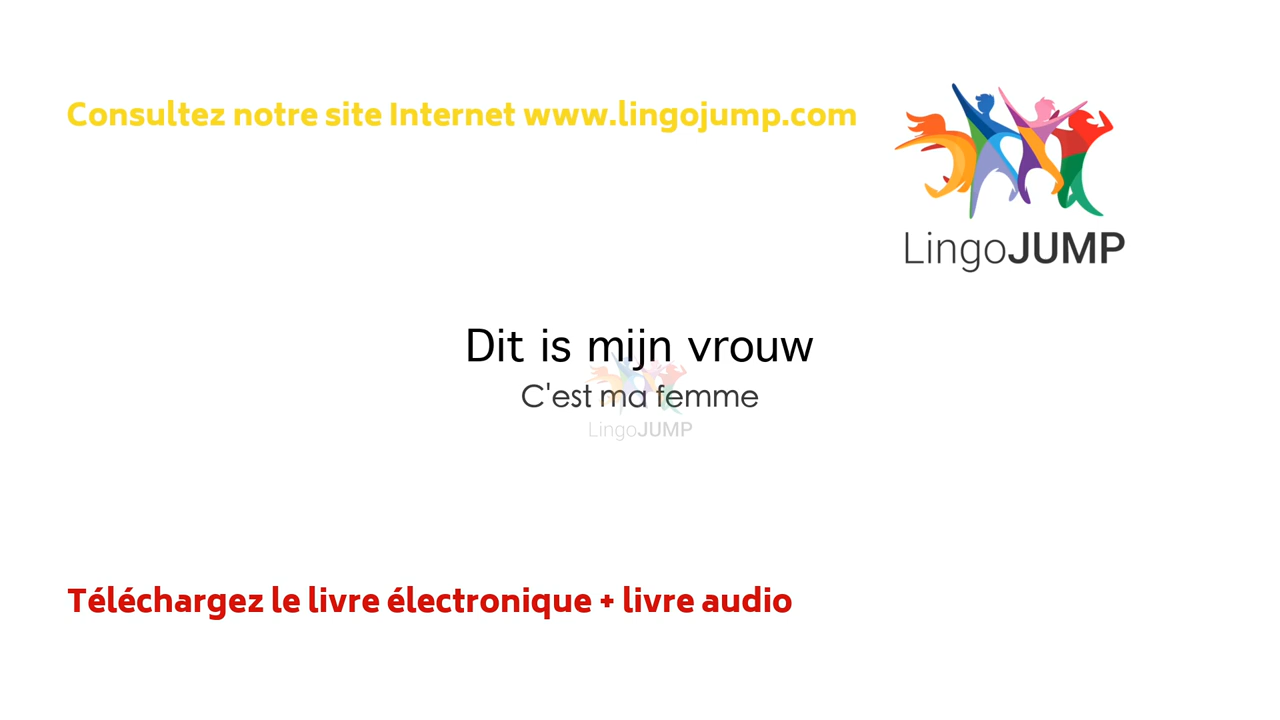 Consultez notre site Internet www.lingojump.com
LingoJUMP
Dit is mijn vrouw
C'est ma femme
LingoJUMP
Téléchargez le livre électronique + livre audio